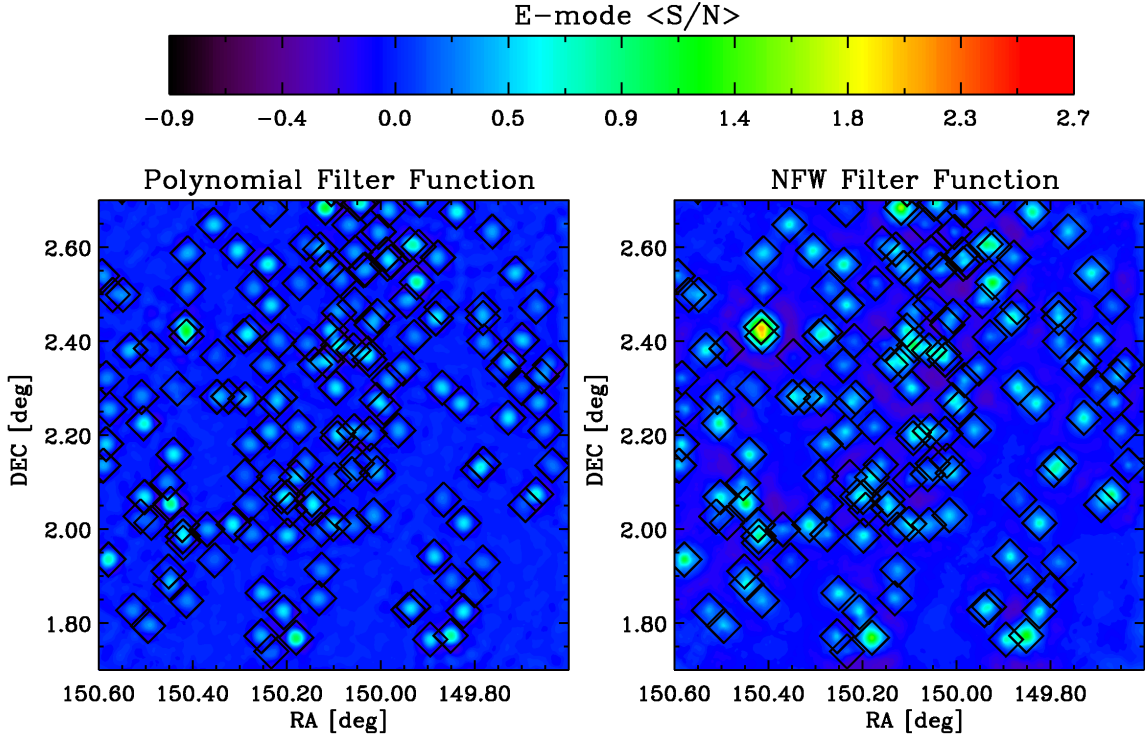 E-mode <S/N>
−0.9 −0.4 0.0 0.5 0.9 1.4 1.8 2.3 2.7
Polynomial Filter Function NFW Filter Function
2.60 2.60
2.40 2.40
2.20 2.20
2.00 2.00
1.80 1.80
DEC [deg] DEC [deg]
150.60 150.40 150.20 150.00 149.80 150.60 150.40 150.20 150.00 149.80
RA [deg] RA [deg]